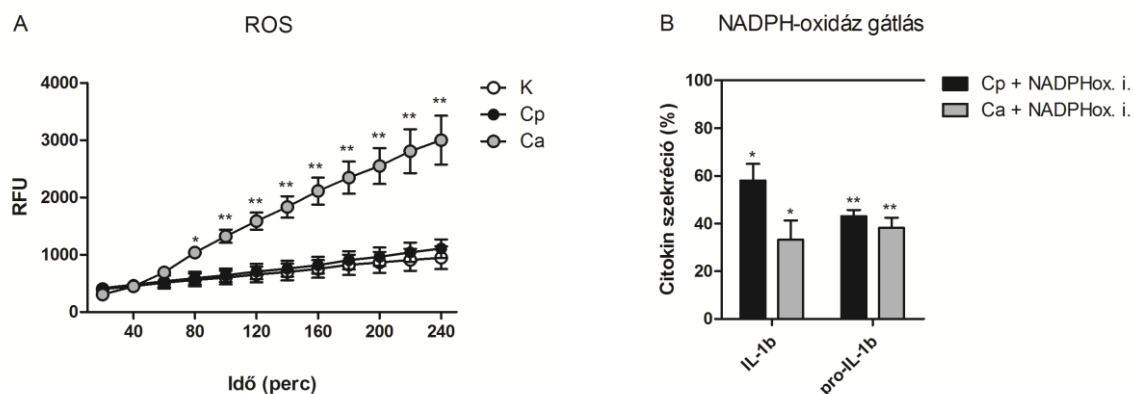 A ROS
4000
3000
2000
1000
0
RFU
* ** ** ** ** ** ** ** **
40 80 120 160 200 240
Idő (perc)
K
Cp
Ca
B NADPH-oxidáz gátlás
100
80
60
40
20
0
Citokin szekréció (%)
* * ** **
IL-1b
pro-IL-1b
Cp + NADPHox. i.
Ca + NADPHox. i.